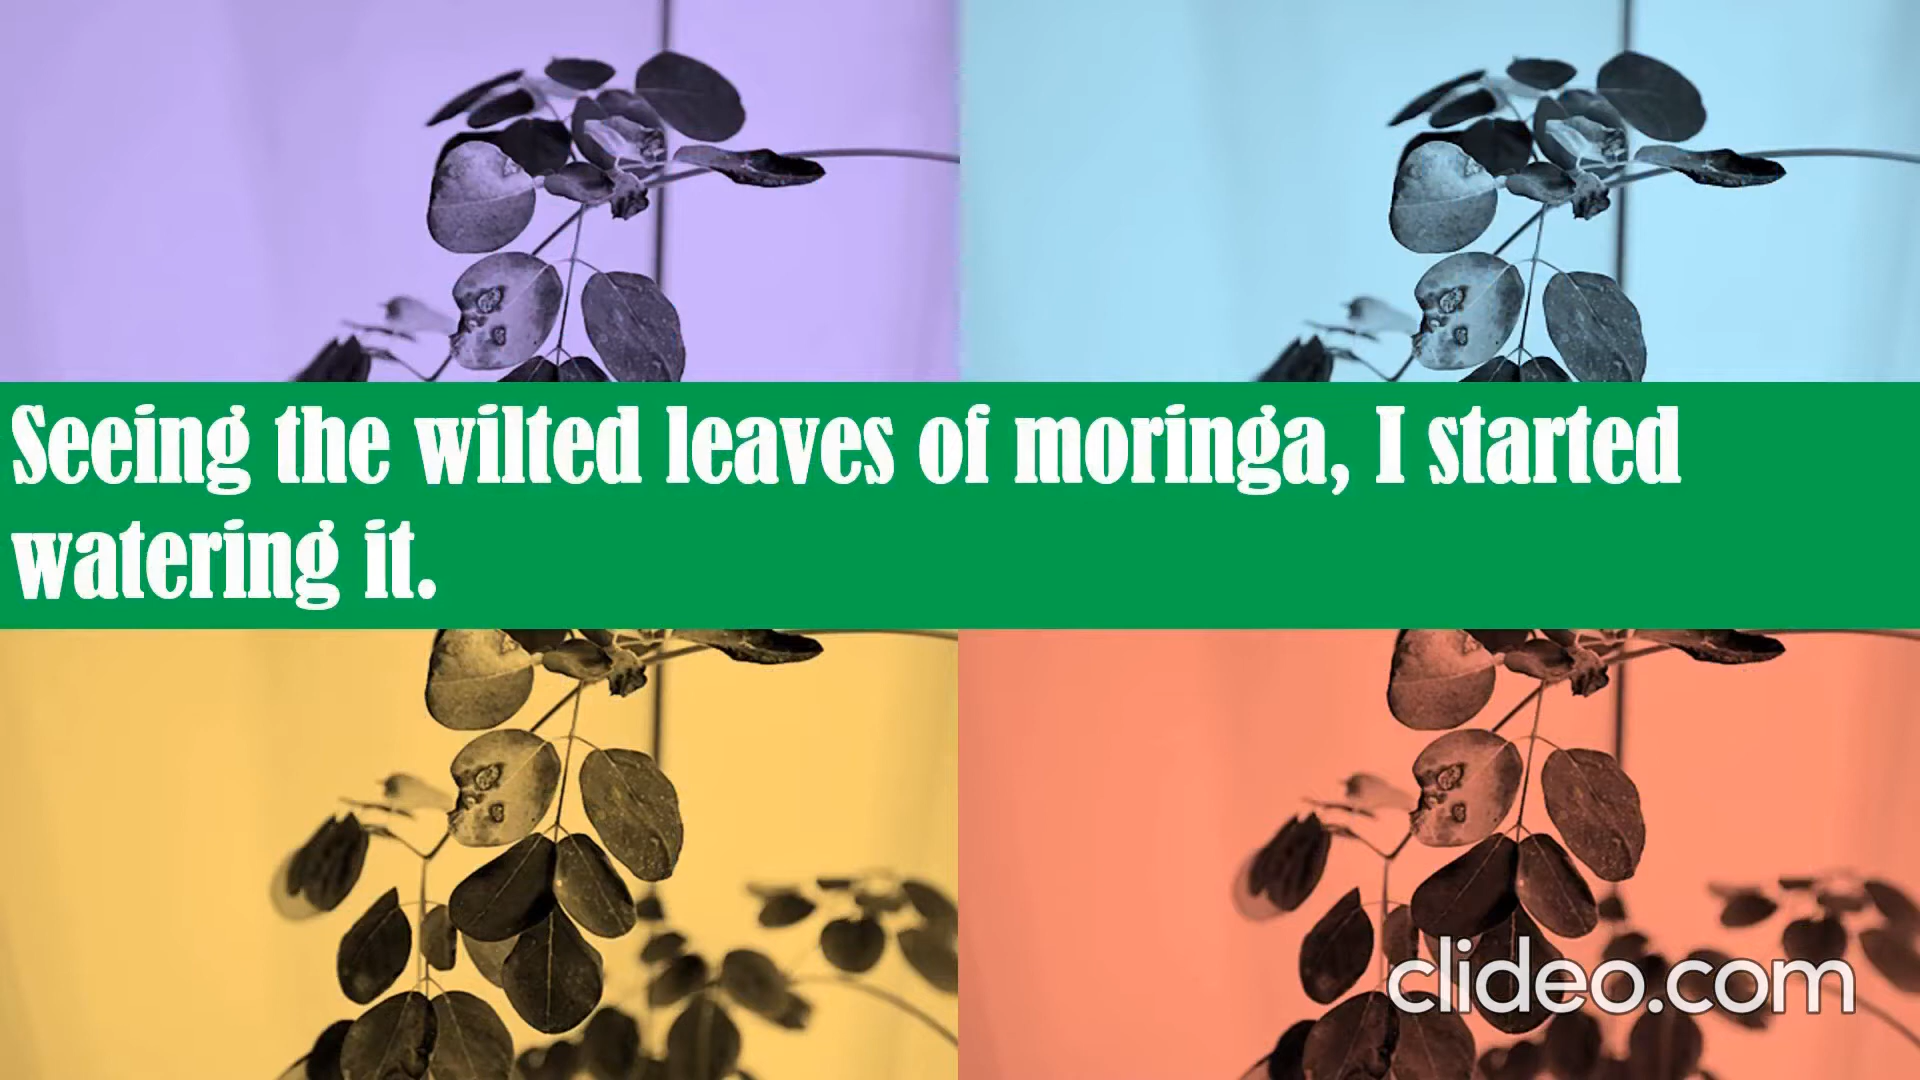 Seeing the wilted leaves of moringa, I started
watering it.
clideo.com